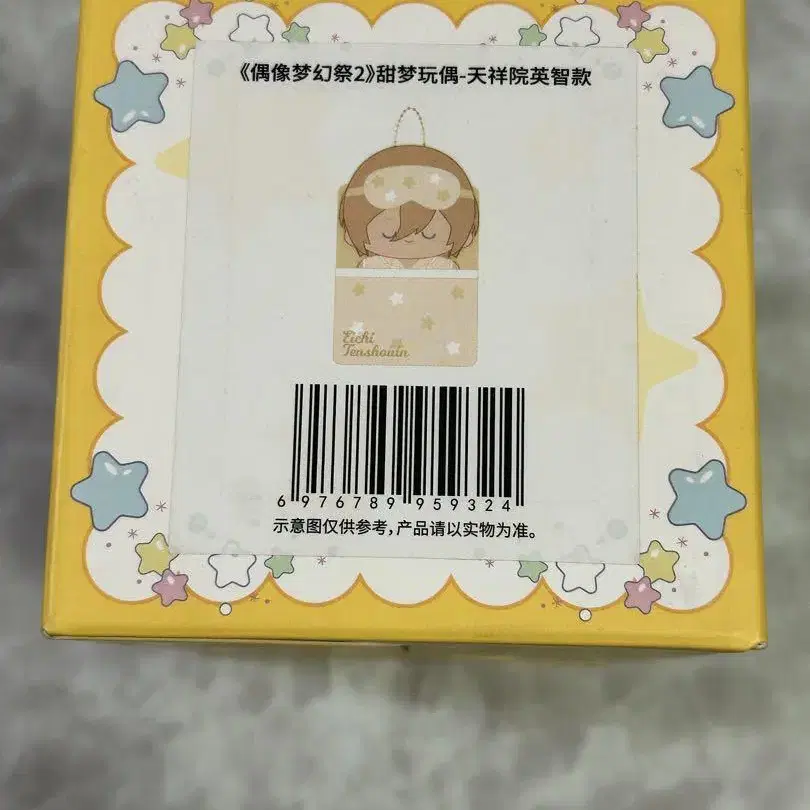 《偶像梦幻祭2》甜梦玩偶-天祥院英智款
Eichi
Tenshouin
6 976789 959324
示意图仅供参考,产品请以实物为准。